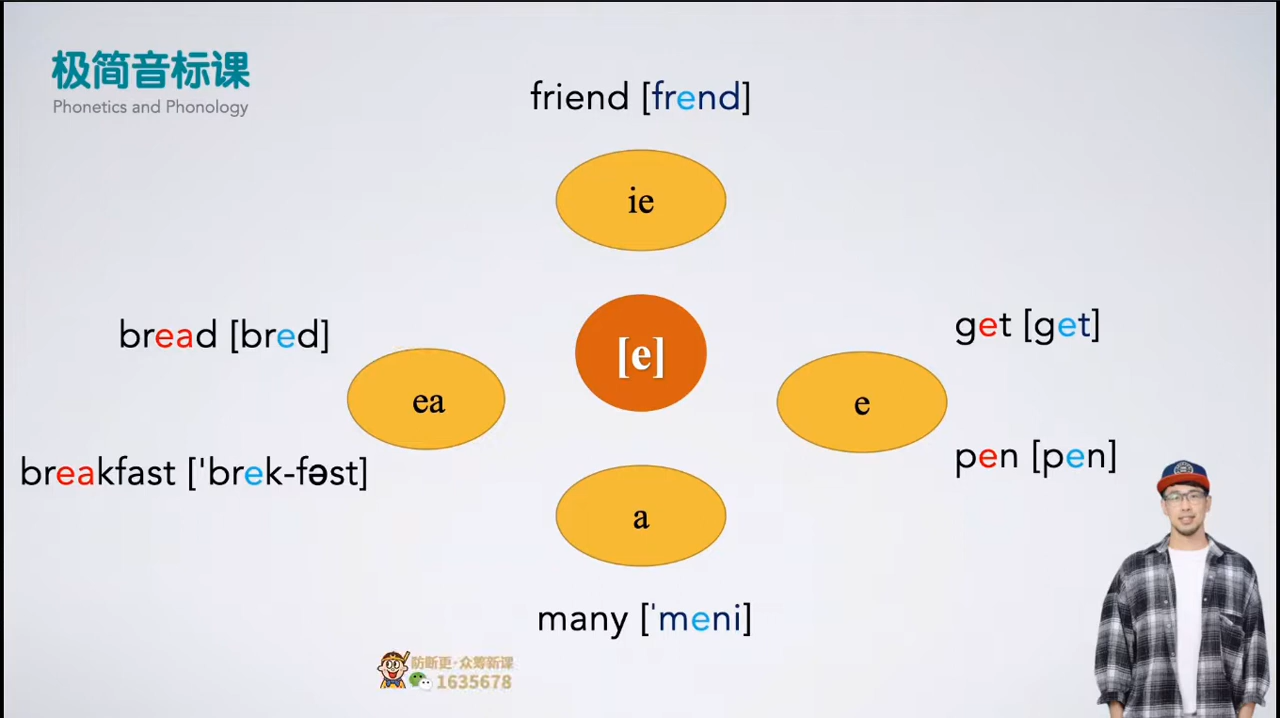 极简音标课
Phonetics and Phonology
friend [frend]
ie
bread [bred]
[e]
get [get]
ea
e
breakfast ['brek-fəst]
pen [pen]
a
many ['meni]
防断更·众筹新课
1635678